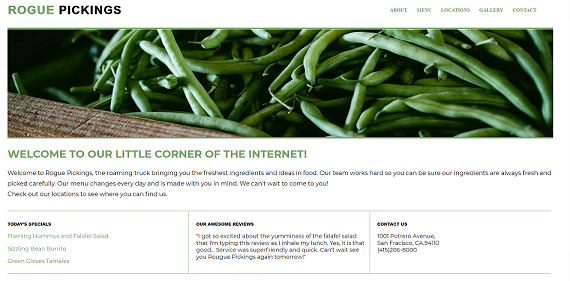 ROGUE PICKINGS
ABOUT MENU LOCATIONS GALLERY CONTACT
WELCOME TO OUR LITTLE CORNER OF THE INTERNET!
Welcome to Rogue Pickings, the roaming truck bringing you the freshest ingredients and ideas in food. Our team works hard so you can be sure our ingredients are always fresh and
picked carefully. Our menu changes every day and is made with you in mind. We can't wait to come to you!
Check out our locations to see where you can find us.
TODAY'S SPECIALS
Flaming Hummus and Falafel Salad
Sizzling Bean Burrito
Green Gloves Tamales
OUR AWESOME REVIEWS
"I got so excited about the yumminess of the falafel salad
that I'm typing this review as I inhale my lunch. Yes, it is that
good... Service was superfriendly and quick. Can't wait see
you Rougue Pickings again tomorrow!"
CONTACT US
1001 Potrero Avenue,
San Fracisco, CA,94110
(415)206-8000